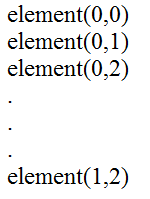 element(0,0)
element(0,1)
element(0,2)
.
.
.
element(1,2)